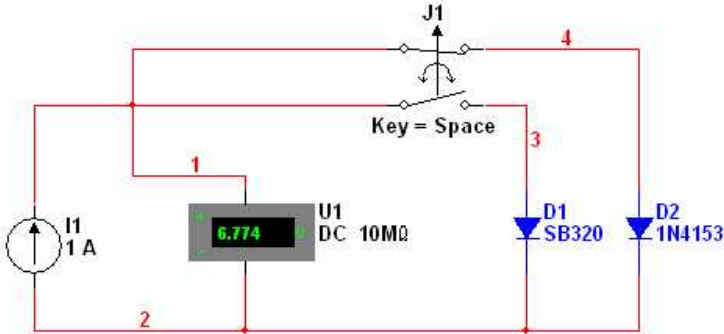 J1
4
Key = Space
3
1
I1
1 A
6.774
U1
DC 10MΩ
D1
SB320
D2
1N4153
2